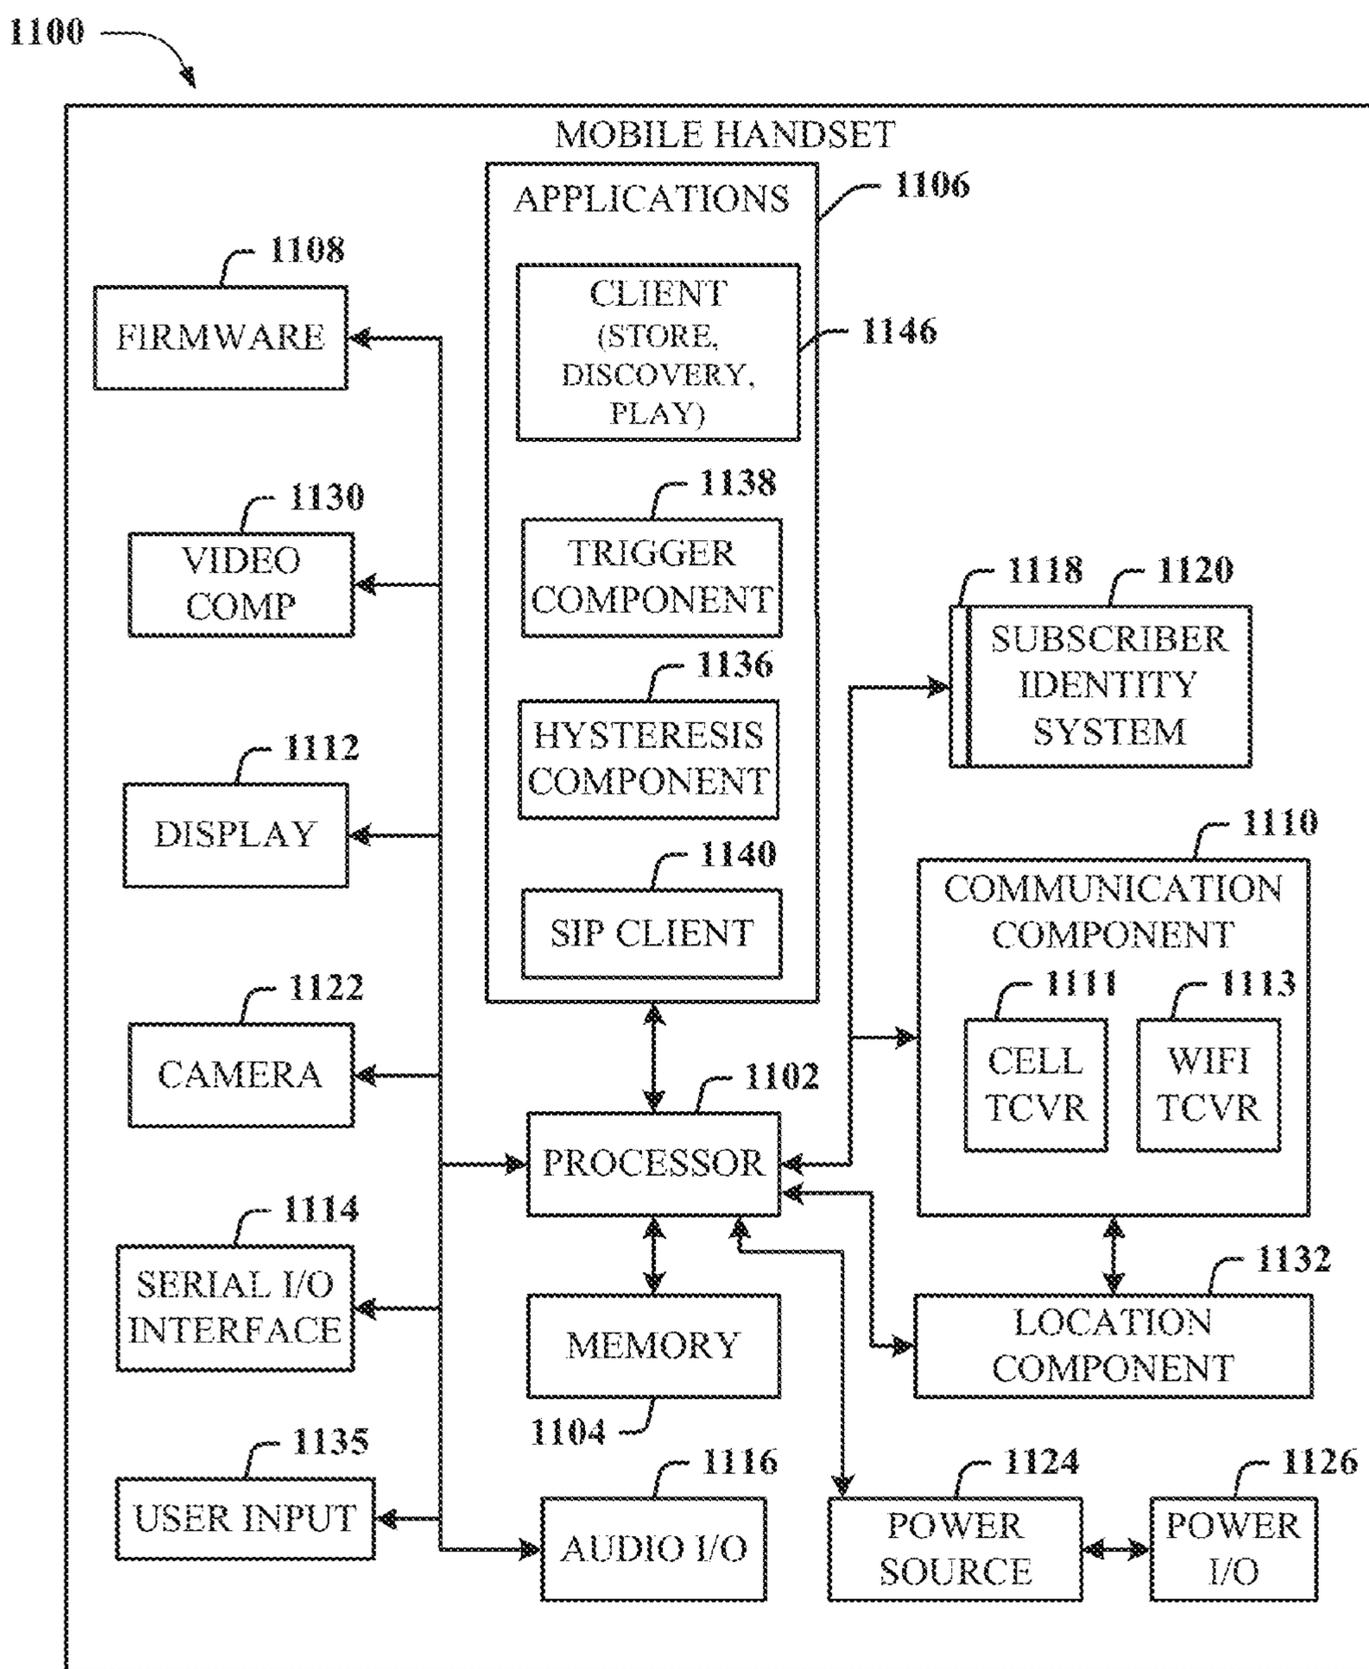 1100
MOBILE HANDSET
APPLICATIONS
1106
CLIENT
(STORE,
DISCOVERY,
PLAY)
1146
1108
FIRMWARE
1138
TRIGGER
COMPONENT
1130
VIDEO
COMP
1118
1120
SUBSCRIBER
IDENTITY
SYSTEM
1136
HYSTERESIS
COMPONENT
1112
DISPLAY
1140
SIP CLIENT
1110
COMMUNICATION
COMPONENT
1111
CELL
TCVR
1113
WIFI
TCVR
1122
CAMERA
1102
PROCESSOR
1114
SERIAL I/O
INTERFACE
MEMORY
1104
1132
LOCATION
COMPONENT
1135
USER INPUT
1116
AUDIO I/O
1124
POWER
SOURCE
1126
POWER
I/O